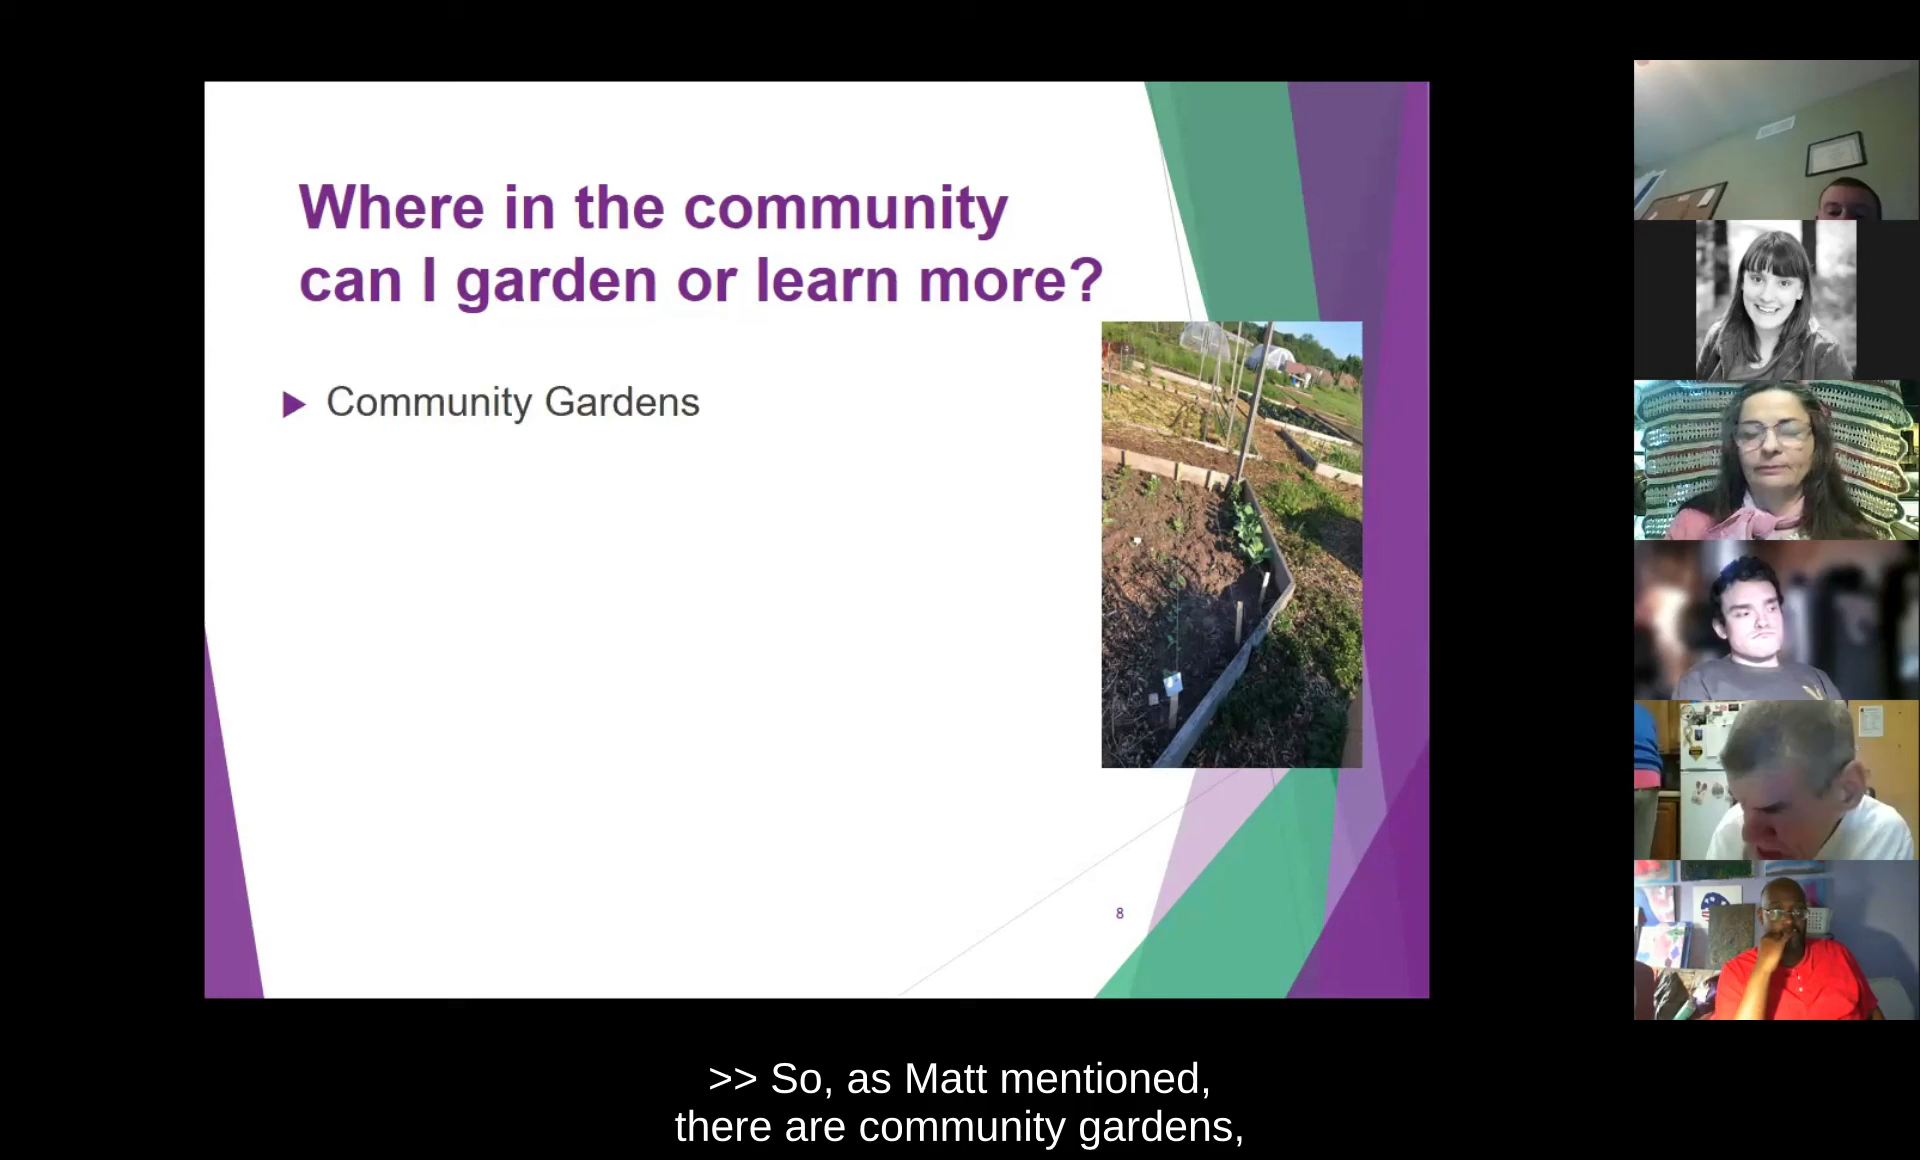 Where in the community
can I garden or learn more?
Community Gardens
8
>> So, as Matt mentioned,
there are community gardens,